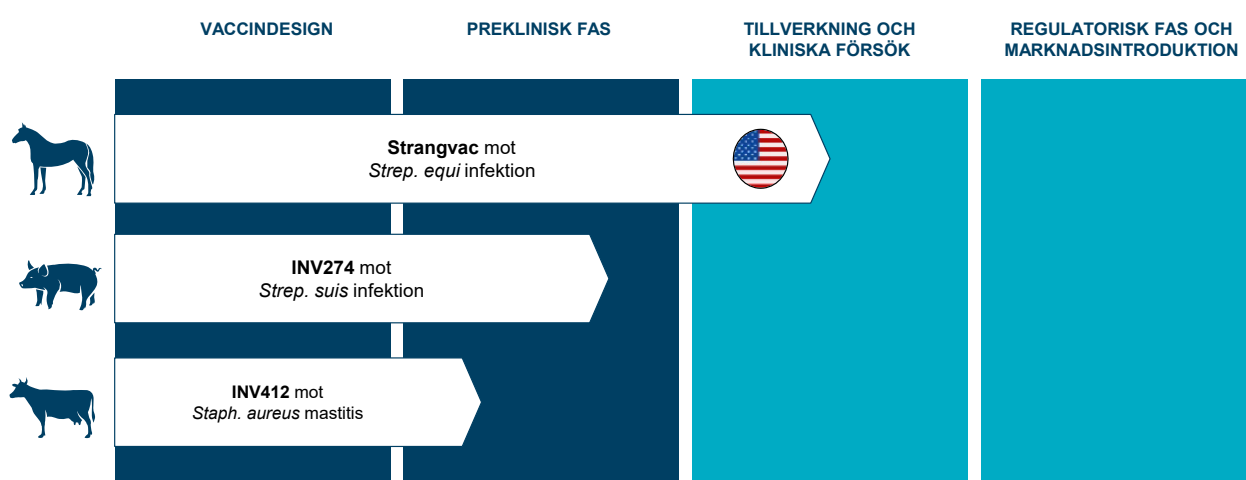 VACCINDESIGN
PREKLINISK FAS
TILLVERKNING OCH
KLINISKA FÖRSÖK
REGULATORISK FAS OCH
MARKNADSINTRODUKTION
Strangvac mot
Strep. equi infektion
INV274 mot
Strep. suis infektion
INV412 mot
Staph. aureus mastitis